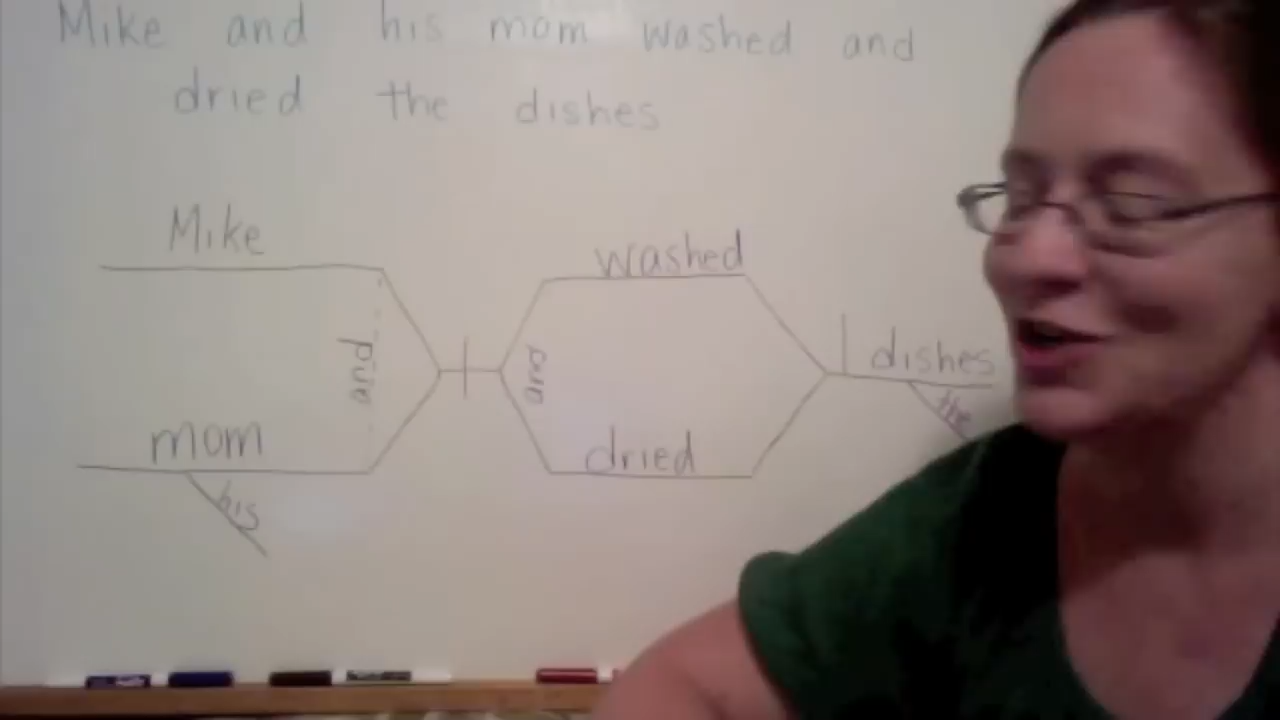 Mike and his mom washed and
dried the dishes
Mike
washed
and
and
dishes
the
mom
dried
his